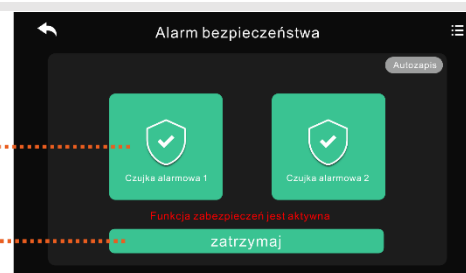 Alarm bezpieczeństwa
Autozapis
Czujka alarmowa 1
Czujka alarmowa 2
Funkcja zabezpieczeń jest aktywna
zatrzymaj